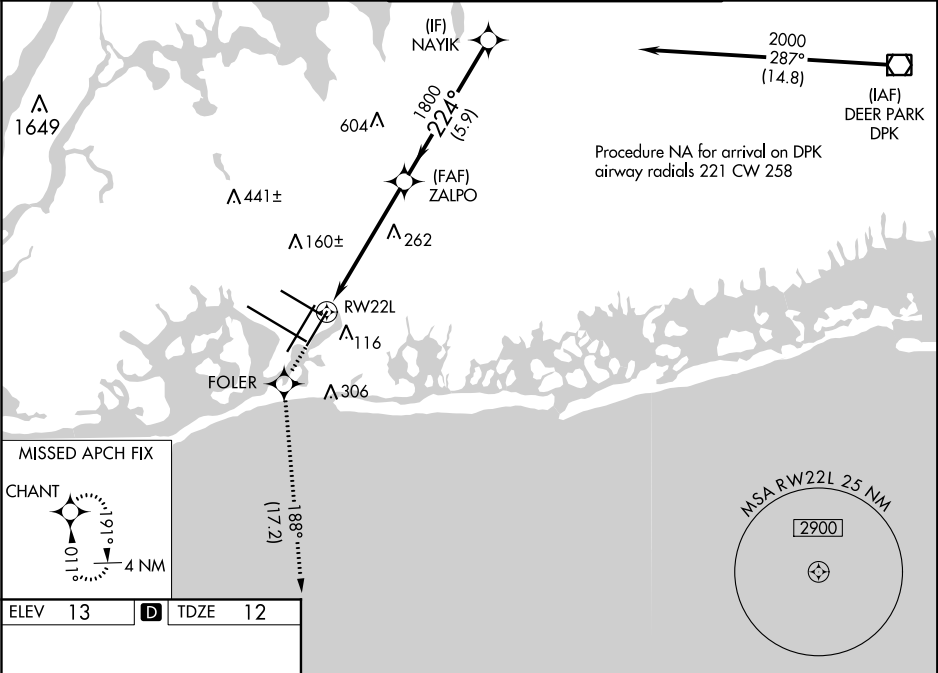 (IF)
NAYIK
2000
287°
(14.8)
(IAF)
DEER PARK
DPK
1649
604
1800
224°
(5.9)
Procedure NA for arrival on DPK
airway radials 221 CW 258
(FAF)
ZALPO
441±
160±
262
RW22L
116
FOLER
306
188°
(17.2)
MISSED APCH FIX
CHANT
191°
011°
4 NM
MSA RW22L 25 NM
2900
ELEV 13 D TDZE 12